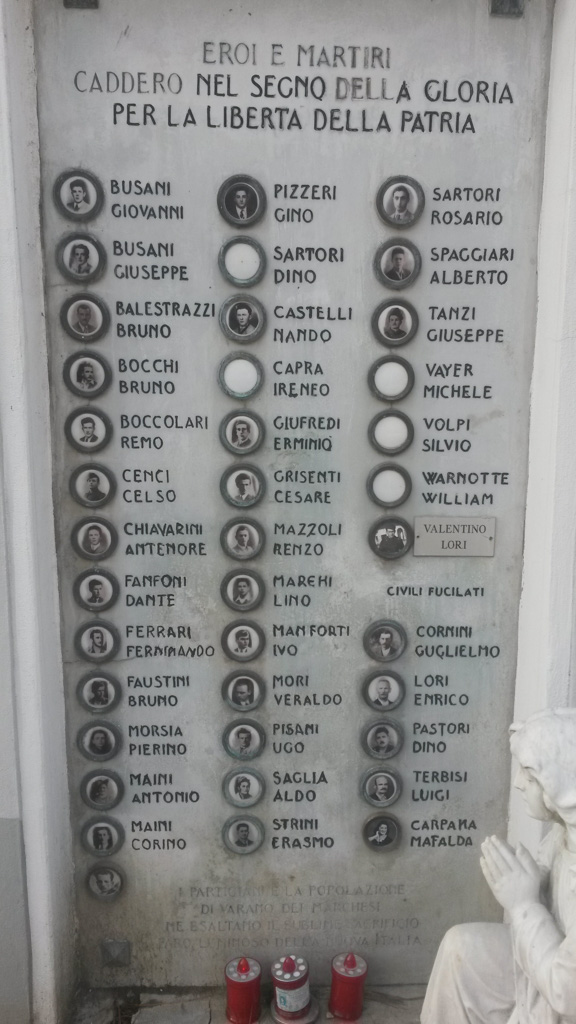 EROI E MARTIRI
CADDERO NEL SEGNO DELLA GLORIA
PER LA LIBERTA DELLA PATRIA
BUSANI
GIOVANNI
BUSANI
GIUSEPPE
BALESTRAZZI
BRUNO
BOCCHI
BRUNO
BOCCOLARI
REMO
CENCI
CELSO
CHIAVARINI
ANTENORE
FANFONI
DANTE
FERRARI
FERDINANDO
FAUSTINI
BRUNO
MORSIA
PIERINO
MAINI
ANTONIO
MAINI
CORINO
PIZZERI
GINO
SARTORI
DINO
CASTELLI
NANDO
CAPRA
IRENEO
GIUFREDI
ERMINIO
GRISENTI
CESARE
MAZZOLI
RENZO
MARCHI
LINO
MANFORTI
IVO
MORI
VERALDO
PISANI
UGO
SAGLIA
ALDO
STRINI
ERASMO
SARTORI
ROSARIO
SPAGGIARI
ALBERTO
TANZI
GIUSEPPE
VAYER
MICHELE
VOLPI
SILVIO
WARNOTTE
WILLIAM
VALENTINO
LORI
CIVILI FUCILATI
CORNINI
GUGLIELMO
LORI
ENRICO
PASTORI
DINO
TERBISI
LUIGI
CARPANA
MAFALDA
I PARTIGIANI E LA POPOLAZIONE
DI VARANO DEI MARCHESI
NE ESALTANO IL SUBLIME SACRIFICIO
DELLA NUOVA ITALIA